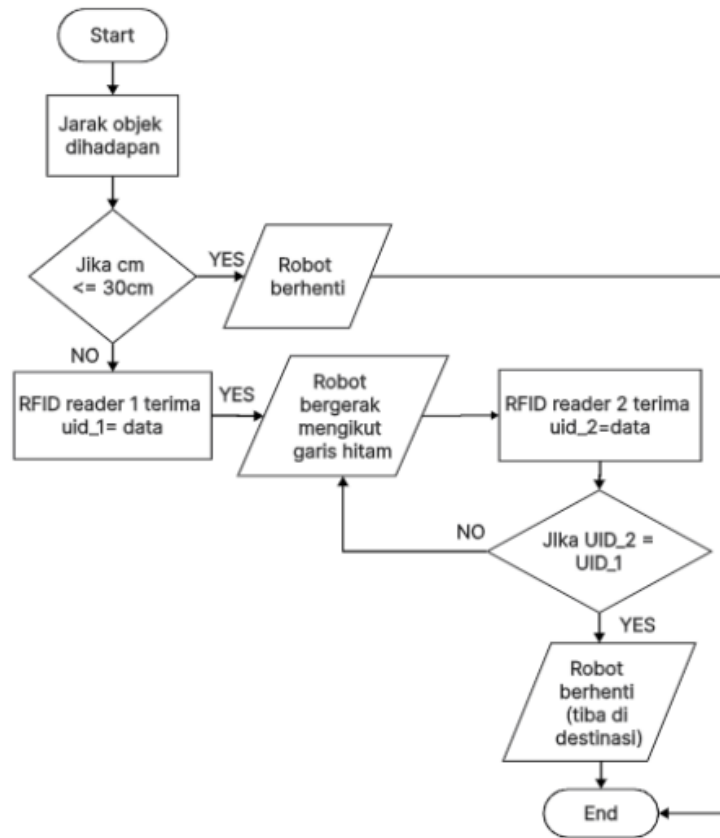 Start
Jarak objek
dihadapan
Jika cm
<= 30cm
YES
Robot
berhenti
NO
RFID reader 1 terima
uid_1= data
YES
Robot
bergerak
mengikut
garis hitam
RFID reader 2 terima
uid_2=data
NO
JIka UID_2 =
UID_1
YES
Robot
berhenti
(tiba di
destinasi)
End